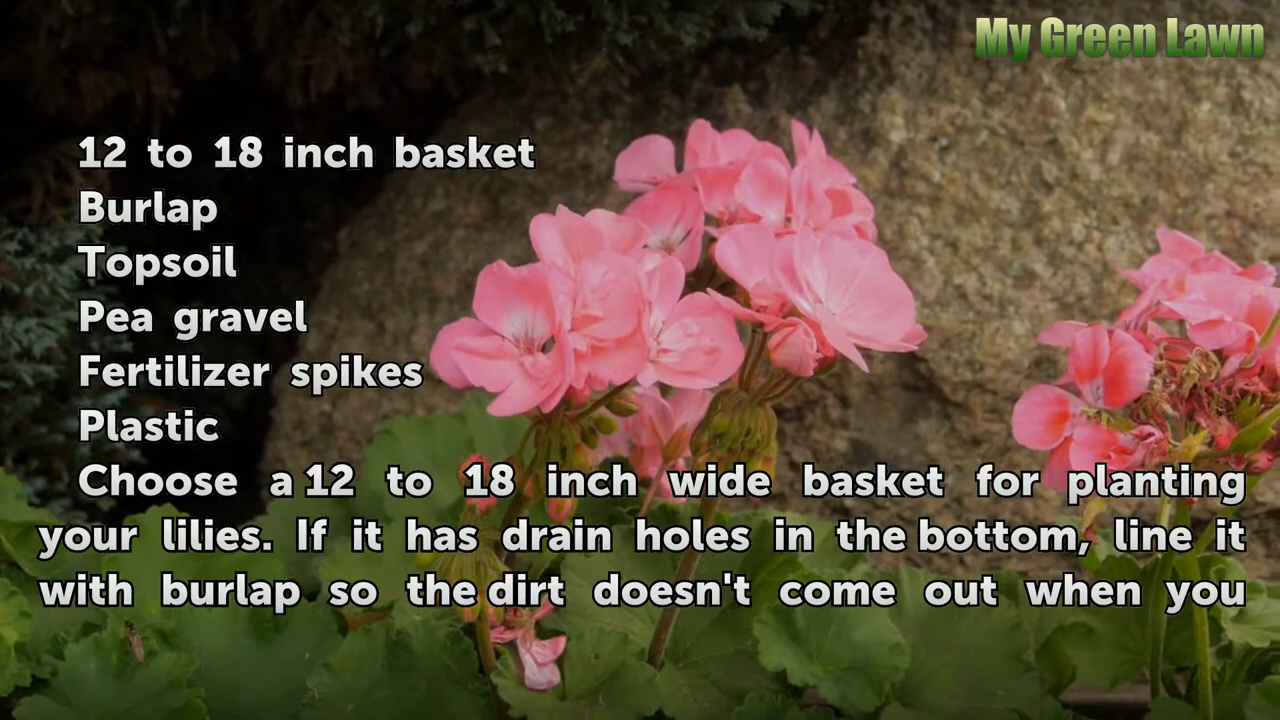 My Green Lawn
12 to 18 inch basket
Burlap
Topsoil
Pea gravel
Fertilizer spikes
Plastic
Choose a 12 to 18 inch wide basket for planting
your lilies. If it has drain holes in the bottom, line it
with burlap so the dirt doesn't come out when you